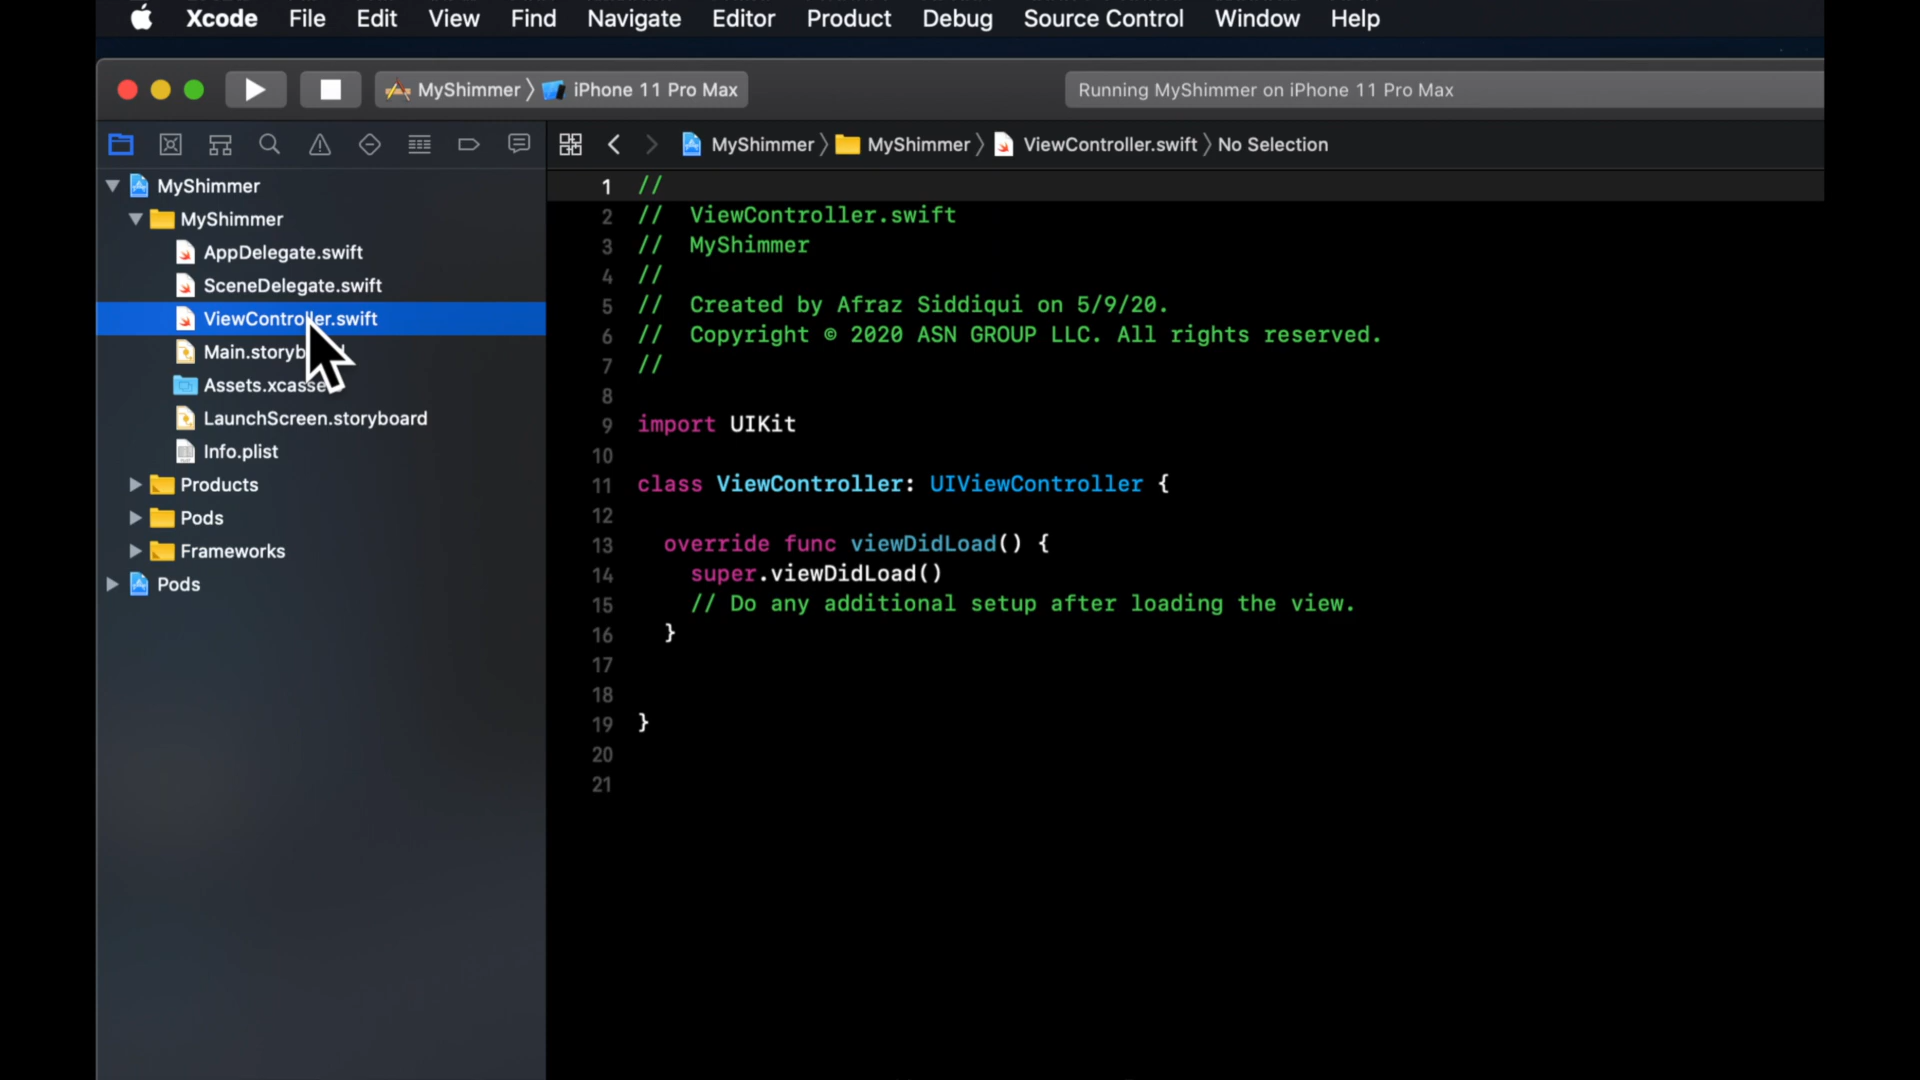 Xcode File Edit View Find Navigate Editor Product Debug Source Control Window Help
MyShimmer iPhone 11 Pro Max
Running MyShimmer on iPhone 11 Pro Max
MyShimmer MyShimmer ViewController.swift No Selection
MyShimmer
MyShimmer
AppDelegate.swift
SceneDelegate.swift
ViewController.swift
Main.storyb
Assets.xcasse
LaunchScreen.storyboard
Info.plist
Products
Pods
Frameworks
Pods
1 //
2 // ViewController.swift
3 // MyShimmer
4 //
5 // Created by Afraz Siddiqui on 5/9/20.
6 // Copyright © 2020 ASN GROUP LLC. All rights reserved.
7 //
8
9 import UIKit
10
11 class ViewController: UIViewController {
12
13 override func viewDidLoad() {
14 super.viewDidLoad()
15 // Do any additional setup after loading the view.
16 }
17
18
19 }
20
21